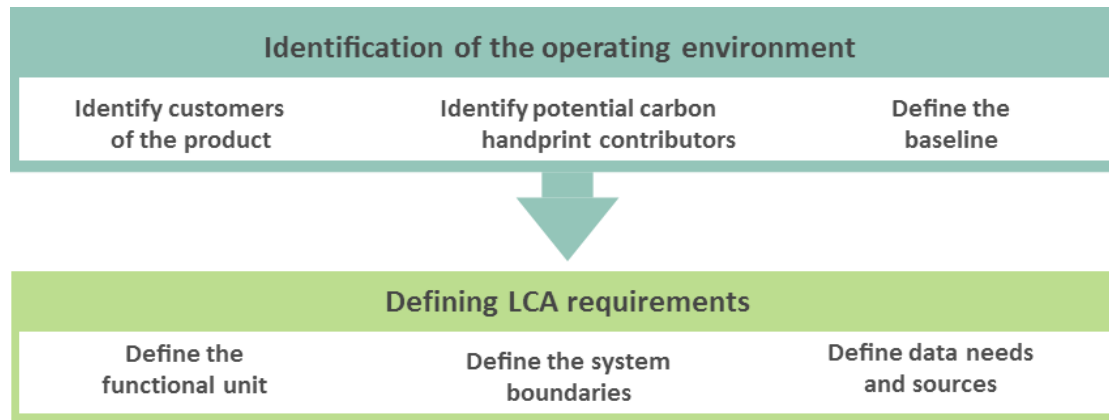 Identification of the operating environment
Identify customers
of the product
Identify potential carbon
handprint contributors
Define the
baseline
Defining LCA requirements
Define the
functional unit
Define the system
boundaries
Define data needs
and sources